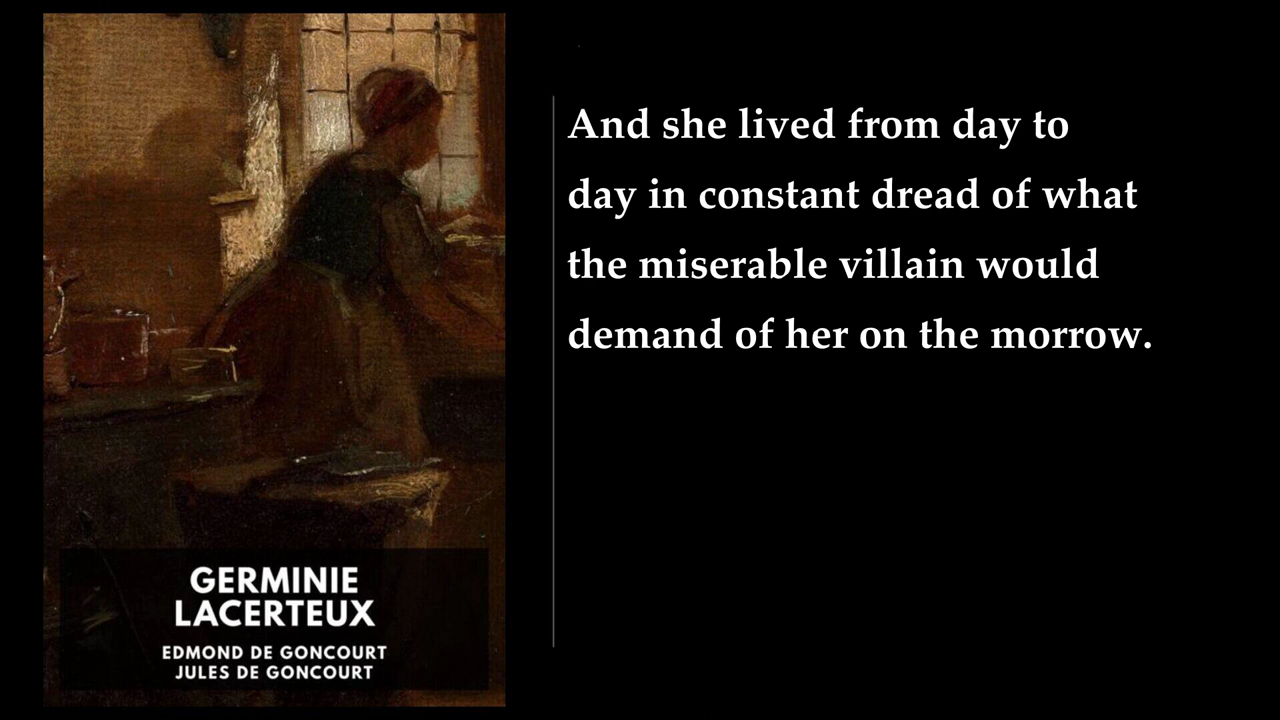 GERMINIE
LACERTEUX
EDMOND DE GONCOURT
JULES DE GONCOURT
And she lived from day to
day in constant dread of what
the miserable villain would
demand of her on the morrow.